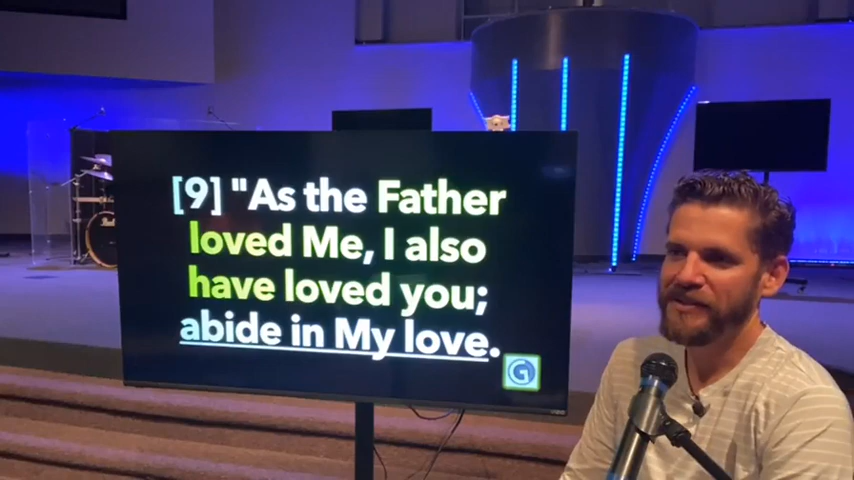 [9] "As the Father
loved Me, I also
have loved you;
abide in My love.
G